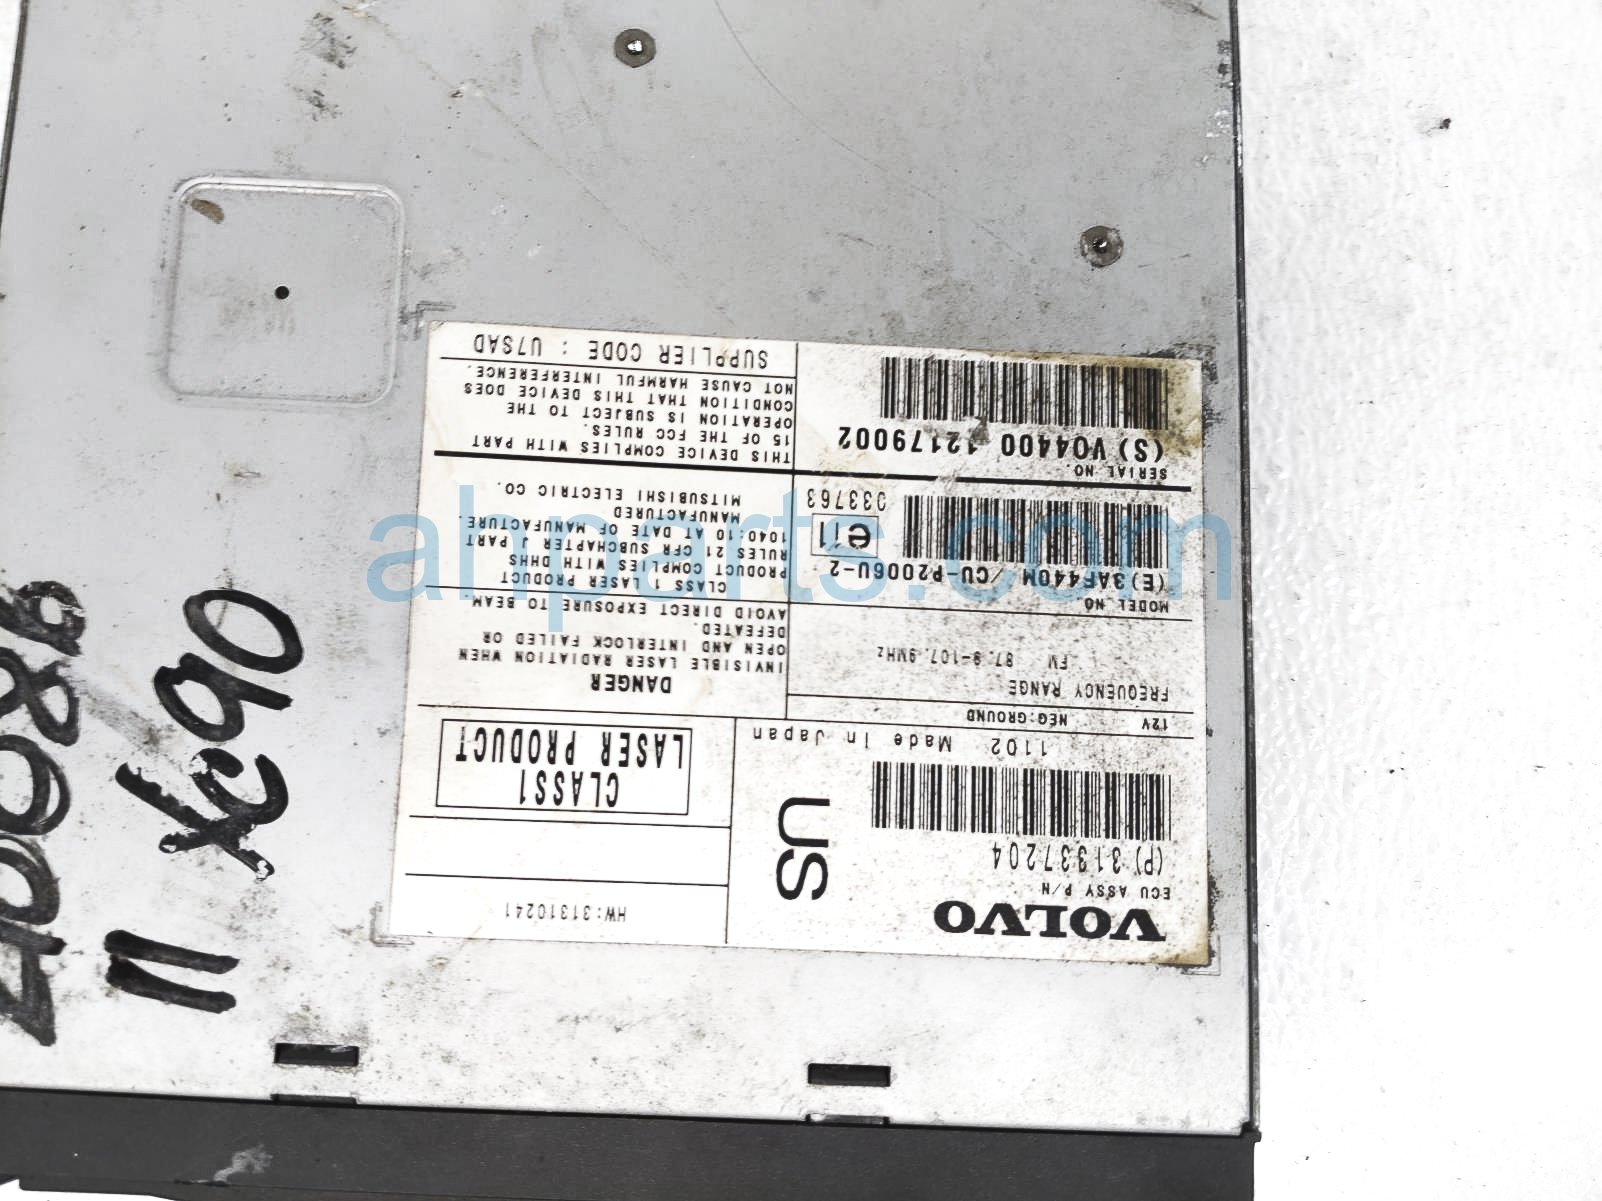 VOLVO
ECU ASSY P/N
(P)31337204
US
1102 Made In Japan
12V NEG:GROUND
FREQUENCY RANGE
FM 87.9-107.9MHz
MODEL NO.
(E)3AF440M /CU-P2006U-2
e11
033763
SERIAL NO.
(S)VO4400 12179002
HW:31310241
CLASS1
LASER PRODUCT
DANGER
INVISIBLE LASER RADIATION WHEN
OPEN AND INTERLOCK FAILED OR
DEFEATED.
AVOID DIRECT EXPOSURE TO BEAM
CLASS 1 LASER PRODUCT
PRODUCT COMPLIES WITH DHHS
RULES 21 CFR SUBCHAPTER J PART
1040:10 AT DATE OF MANUFACTURE.
MANUFACTURED
MITSUBISHI ELECTRIC CO.
THIS DEVICE COMPLIES WITH PART
15 OF THE FCC RULES.
OPERATION IS SUBJECT TO THE
CONDITION THAT THIS DEVICE DOES
NOT CAUSE HARMFUL INTERFERENCE.
SUPPLIER CODE : U7SAD
11 XC90
ahparts.com